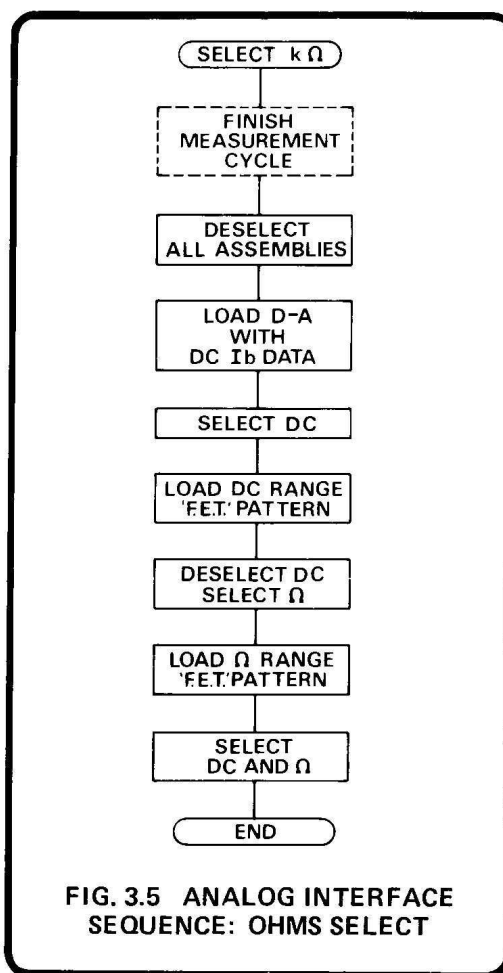 SELECT k Ω
FINISH
MEASUREMENT
CYCLE
DESELECT
ALL ASSEMBLIES
LOAD D-A
WITH
DC Ib DATA
SELECT DC
LOAD DC RANGE
'F.E.T.' PATTERN
DESELECT DC
SELECT Ω
LOAD Ω RANGE
'F.E.T.' PATTERN
SELECT
DC AND Ω
END
FIG. 3.5 ANALOG INTERFACE
SEQUENCE: OHMS SELECT